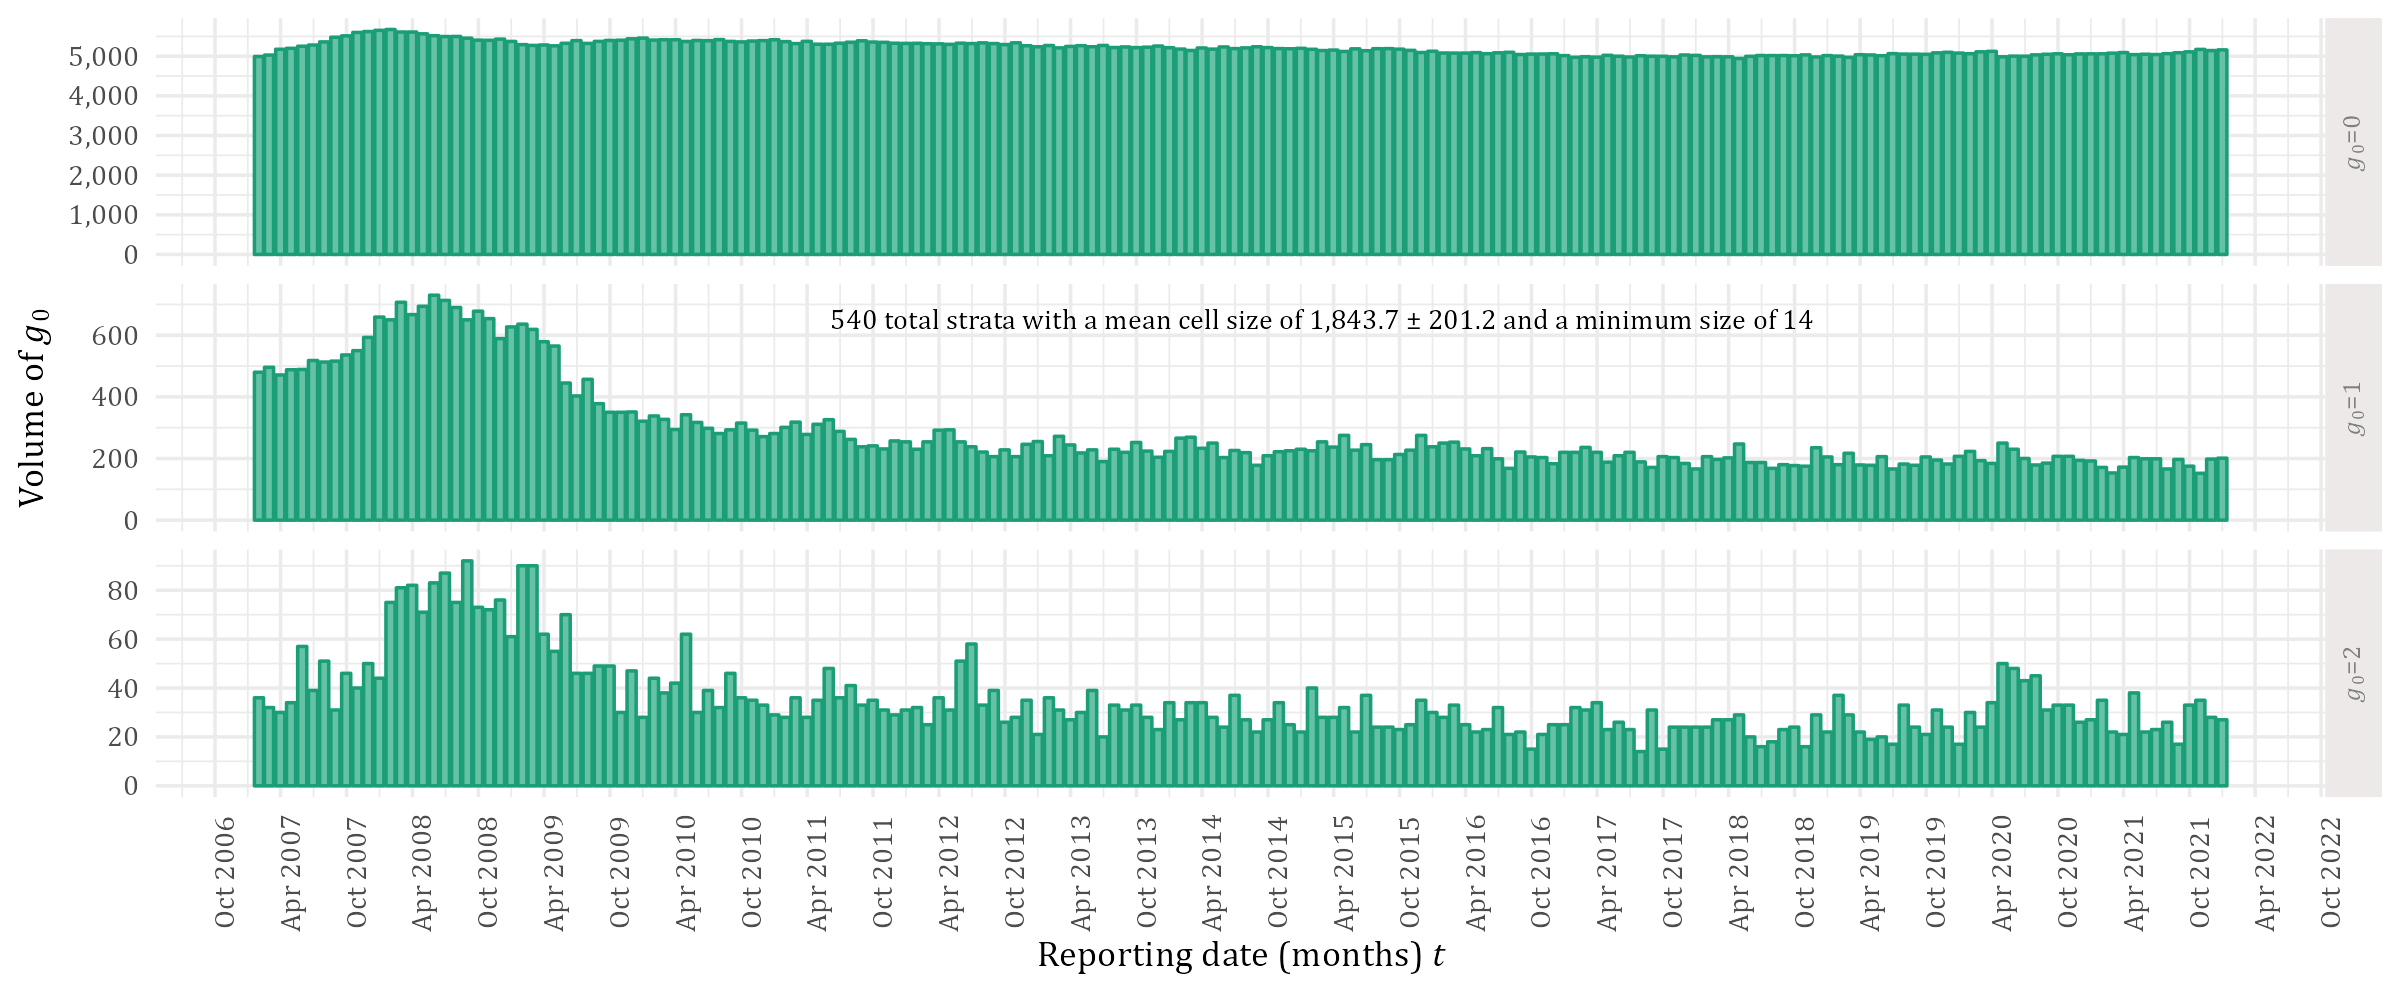 5,000
4,000
3,000
2,000
1,000
0
g0=0
540 total strata with a mean cell size of 1,843.7 ± 201.2 and a minimum size of 14
600
400
200
0
g0=1
Volume of g0
80
60
40
20
0
g0=2
Oct 2006
Apr 2007
Oct 2007
Apr 2008
Oct 2008
Apr 2009
Oct 2009
Apr 2010
Oct 2010
Apr 2011
Oct 2011
Apr 2012
Oct 2012
Apr 2013
Oct 2013
Apr 2014
Oct 2014
Apr 2015
Oct 2015
Apr 2016
Oct 2016
Apr 2017
Oct 2017
Apr 2018
Oct 2018
Apr 2019
Oct 2019
Apr 2020
Oct 2020
Apr 2021
Oct 2021
Apr 2022
Oct 2022
Reporting date (months) t